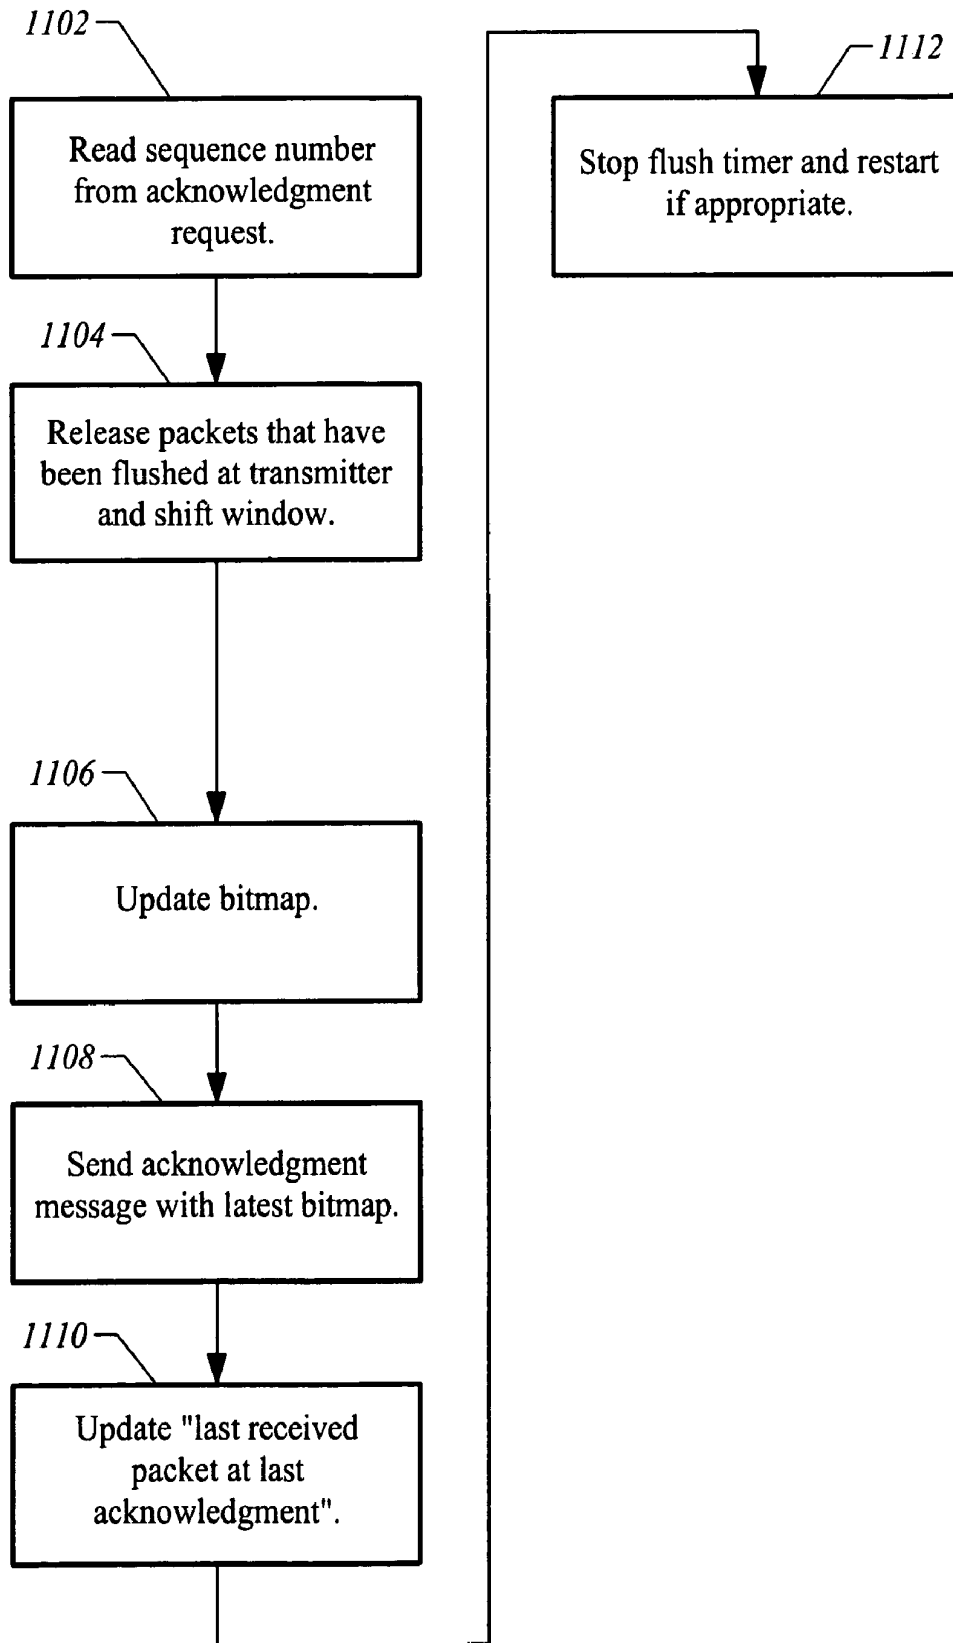 1102
Read sequence number
from acknowledgment
request.
1104
Release packets that have
been flushed at transmitter
and shift window.
1106
Update bitmap.
1108
Send acknowledgment
message with latest bitmap.
1110
Update "last received
packet at last
acknowledgment".
1112
Stop flush timer and restart
if appropriate.